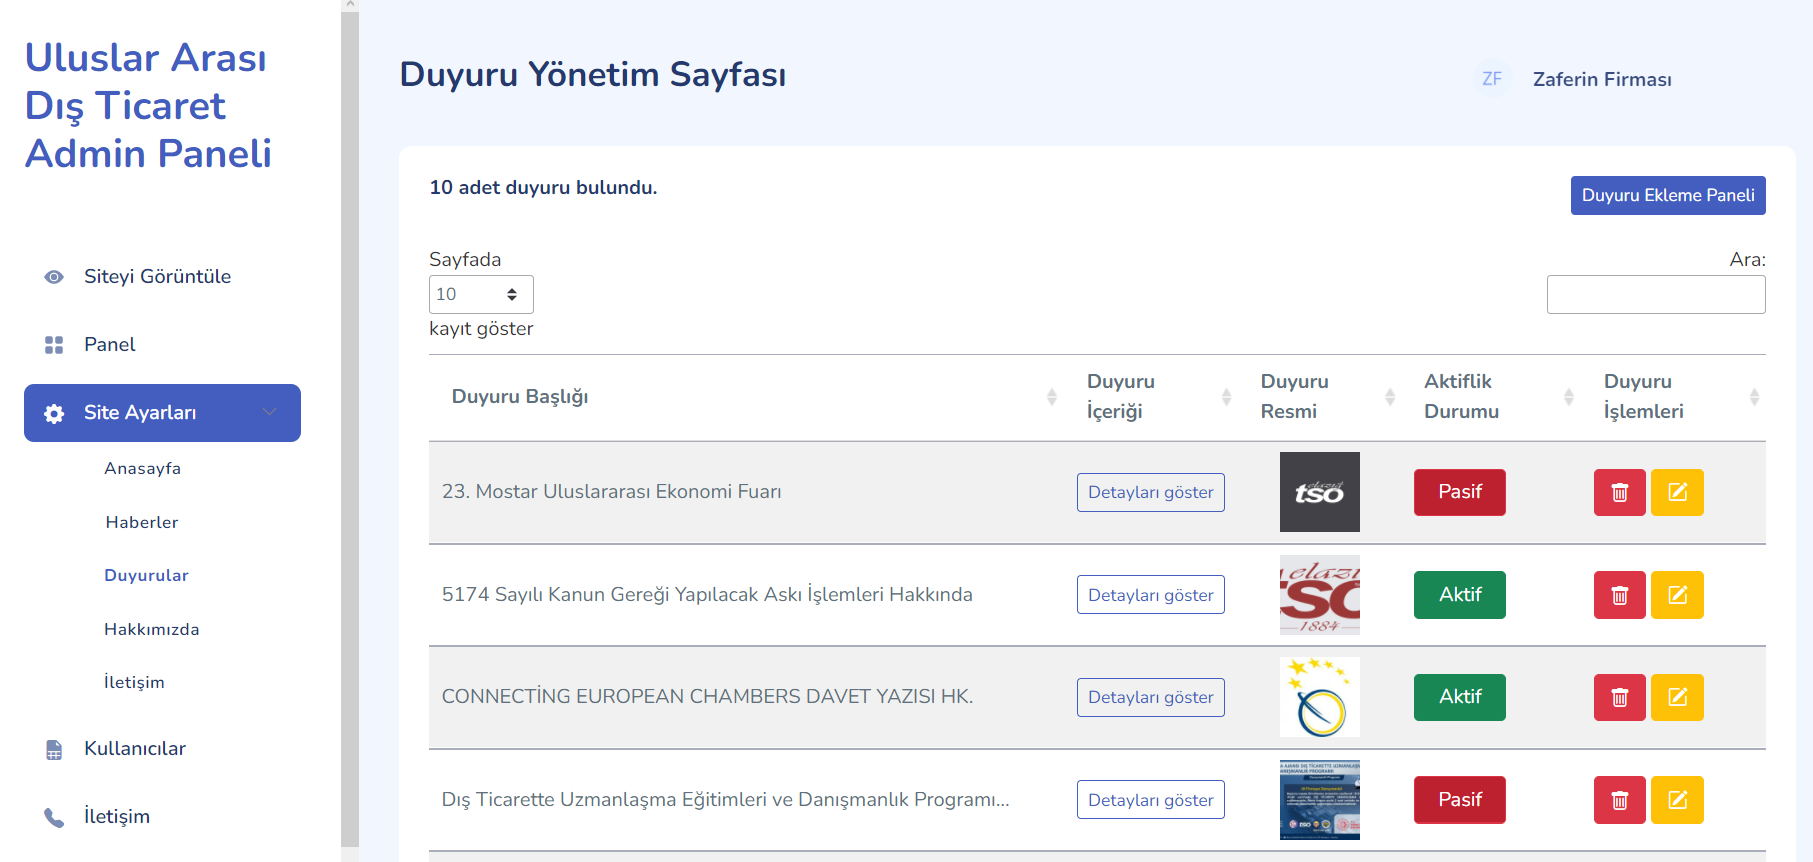 Uluslar Arası
Dış Ticaret
Admin Paneli
Siteyi Görüntüle
Panel
Site Ayarları
Anasayfa
Haberler
Duyurular
Hakkımızda
İletişim
Kullanıcılar
İletişim
Duyuru Yönetim Sayfası
ZF Zaferin Firması
10 adet duyuru bulundu.
Duyuru Ekleme Paneli
Sayfada
10
kayıt göster
Ara:
Duyuru Başlığı
Duyuru
İçeriği
Duyuru
Resmi
Aktiflik
Durumu
Duyuru
İşlemleri
23. Mostar Uluslararası Ekonomi Fuarı
Detayları göster
elazığ
tso
Pasif
5174 Sayılı Kanun Gereği Yapılacak Askı İşlemleri Hakkında
Detayları göster
1884
Aktif
CONNECTİNG EUROPEAN CHAMBERS DAVET YAZISI HK.
Detayları göster
Aktif
Dış Ticarette Uzmanlaşma Eğitimleri ve Danışmanlık Programı...
Detayları göster
Pasif